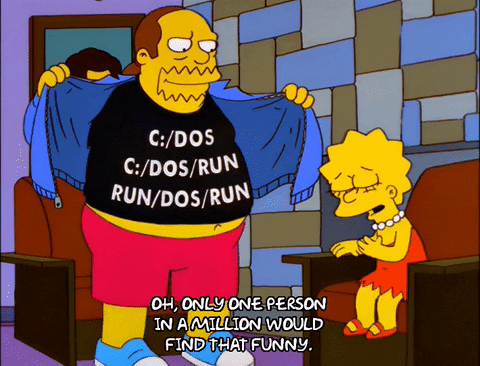 C:/DOS
C:/DOS/RUN
RUN/DOS/RUN
OH, ONLY ONE PERSON
IN A MILLION WOULD
FIND THAT FUNNY.